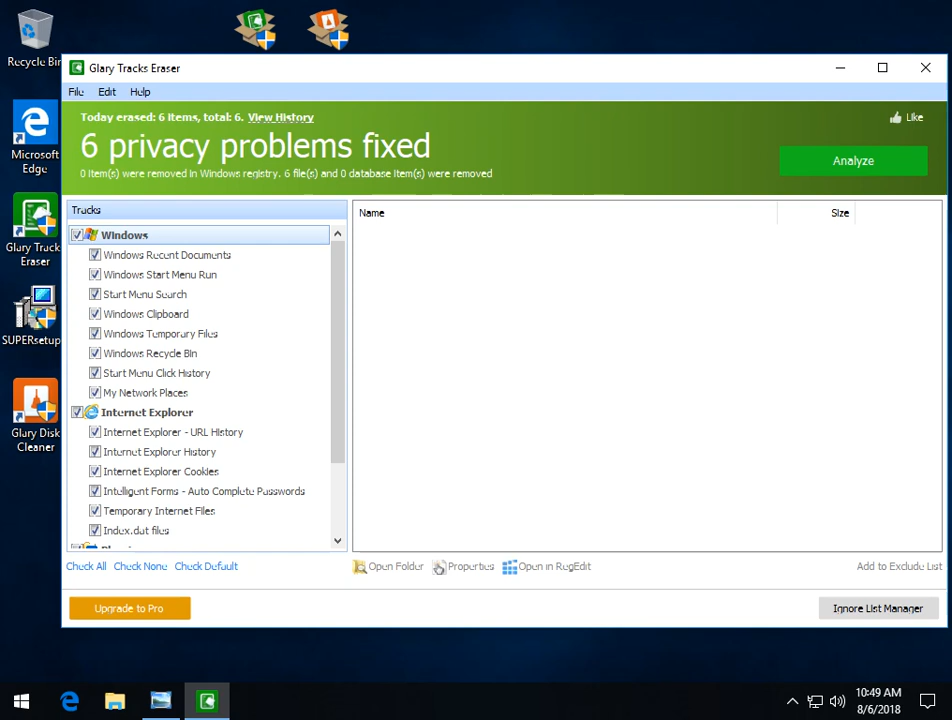 Recycle Bin
Microsoft
Edge
Glary Track
Eraser
SUPERsetup
Glary Disk
Cleaner
Glary Tracks Eraser
File Edit Help
Today erased: 6 items, total: 6. View History
Like
6 privacy problems fixed
Analyze
0 item(s) were removed in Windows registry. 6 file(s) and 0 database item(s) were removed
Tracks
Name Size
Windows
Windows Recent Documents
Windows Start Menu Run
Start Menu Search
Windows Clipboard
Windows Temporary Files
Windows Recycle Bin
Start Menu Click History
My Network Places
Internet Explorer
Internet Explorer - URL History
Internet Explorer History
Internet Explorer Cookies
Intelligent Forms - Auto Complete Passwords
Temporary Internet Files
Index.dat files
Check All Check None Check Default
Open Folder Properties Open in RegEdit Add to Exclude List
Upgrade to Pro
Ignore List Manager
10:49 AM
8/6/2018